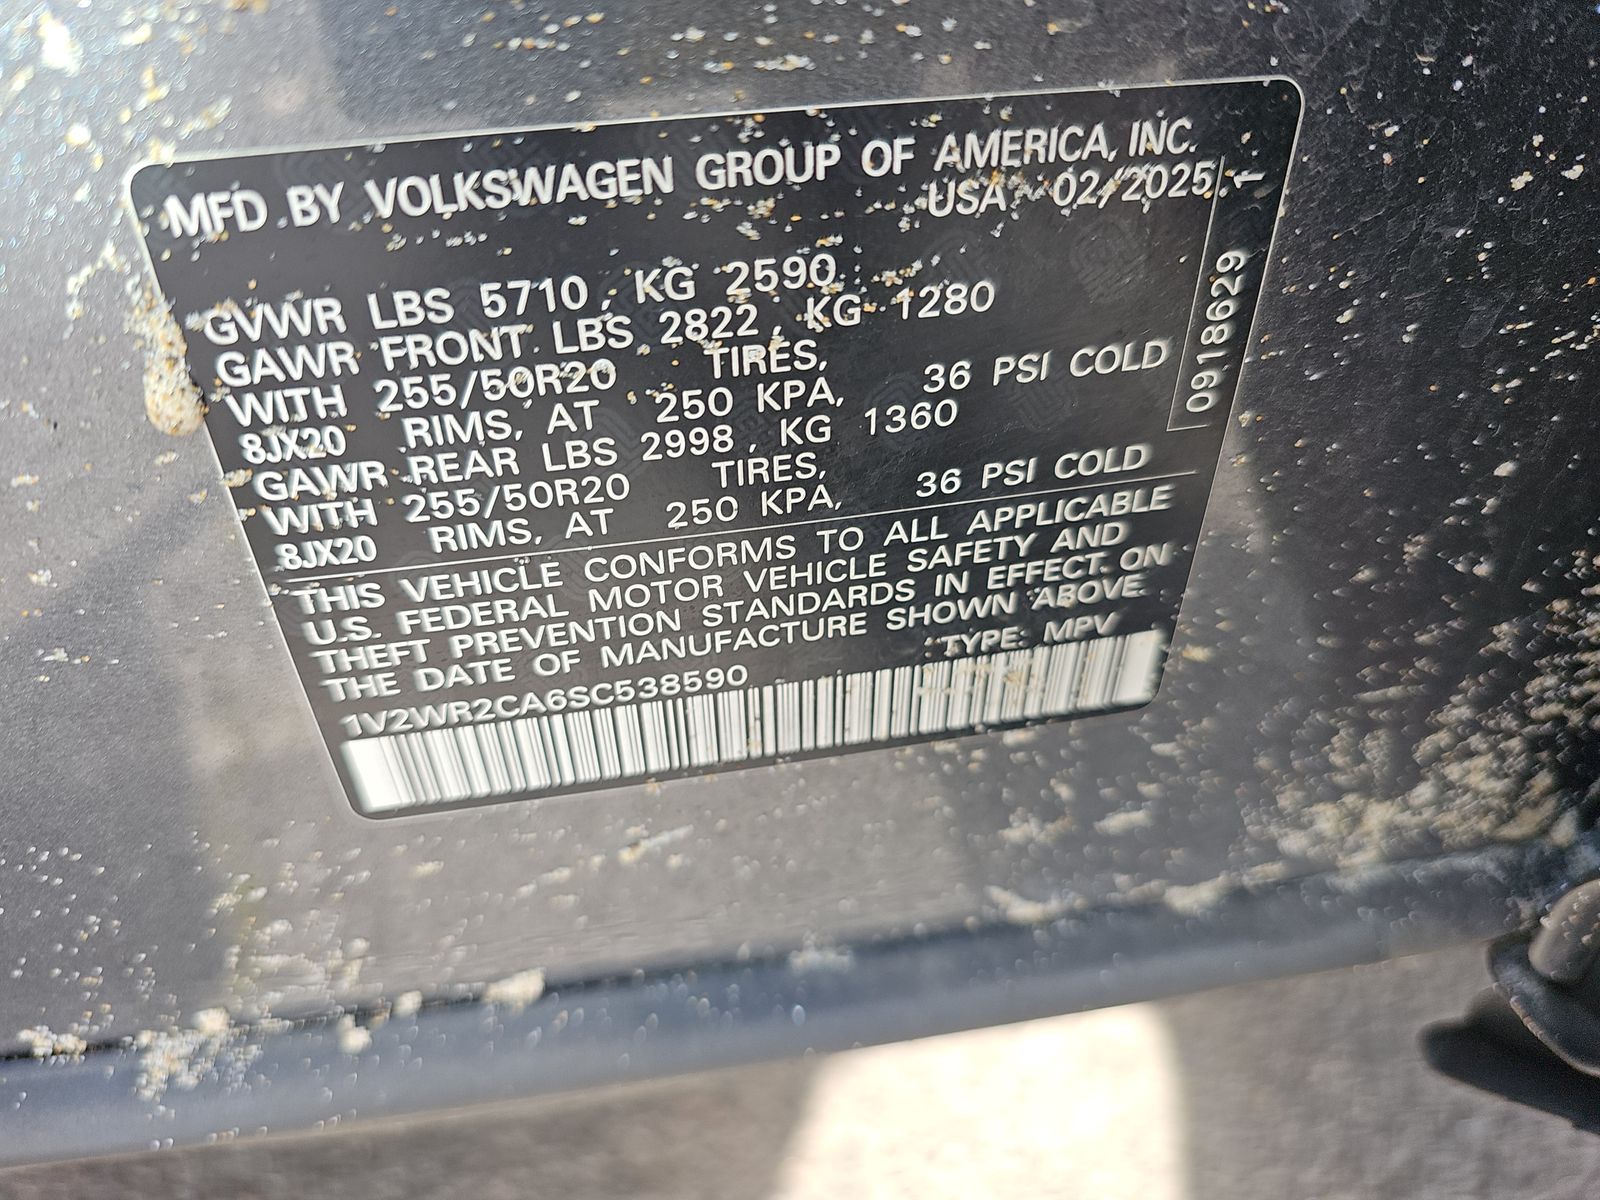 MFD BY VOLKSWAGEN GROUP OF AMERICA, INC.
USA 02/2025 1
GVWR LBS 5710, KG 2590
GAWR FRONT LBS 2822, KG 1280
WITH 255/50R20 TIRES,
8JX20 RIMS, AT 250 KPA, 36 PSI COLD
GAWR REAR LBS 2998, KG 1360
WITH 255/50R20 TIRES,
8JX20 RIMS, AT 250 KPA, 36 PSI COLD
THIS VEHICLE CONFORMS TO ALL APPLICABLE
U.S. FEDERAL MOTOR VEHICLE SAFETY AND
THEFT PREVENTION STANDARDS IN EFFECT ON
THE DATE OF MANUFACTURE SHOWN ABOVE
1V2WR2CA6SC538590 TYPE: MPV
0918629